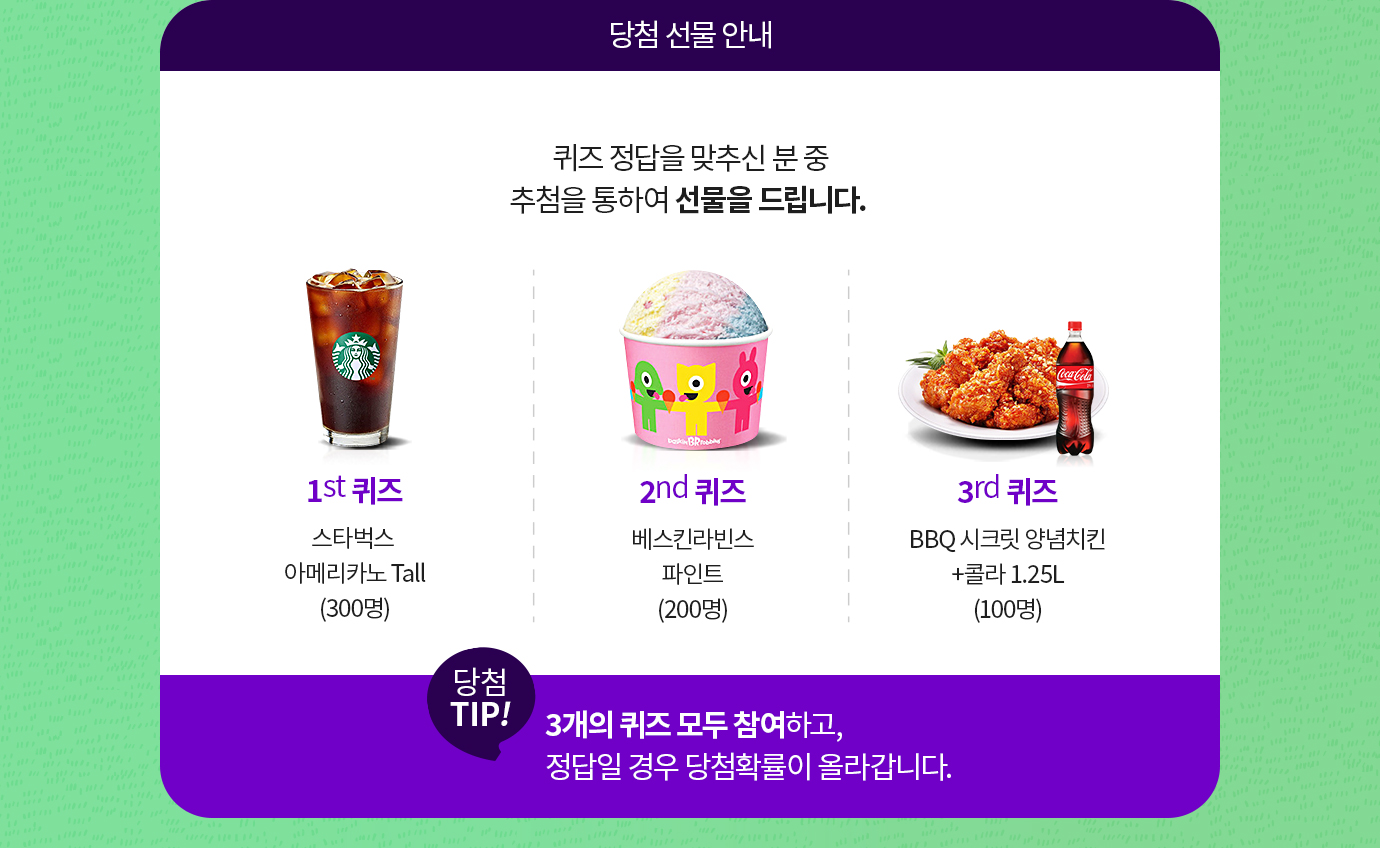 당첨 선물 안내
퀴즈 정답을 맞추신 분 중
추첨을 통하여 선물을 드립니다.
Coca-Cola
Baskin BR Robbins
1st 퀴즈
스타벅스
아메리카노 Tall
(300명)
2nd 퀴즈
베스킨라빈스
파인트
(200명)
3rd 퀴즈
BBQ 시크릿 양념치킨
+콜라 1.25L
(100명)
당첨
TIP!
3개의 퀴즈 모두 참여하고,
정답일 경우 당첨확률이 올라갑니다.